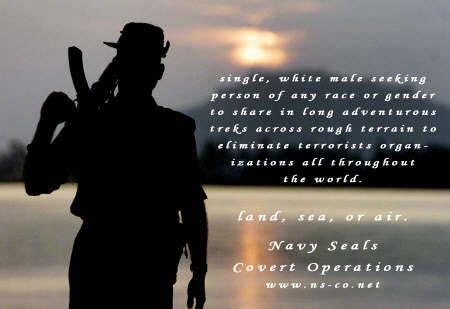 single, white male seeking
person of any race or gender
to share in long adventurous
treks across rough terrain to
eliminate terrorists organ-
izations all throughout
the world.
land, sea, or air.
Navy Seals
Covert Operations
www.ns-co.net